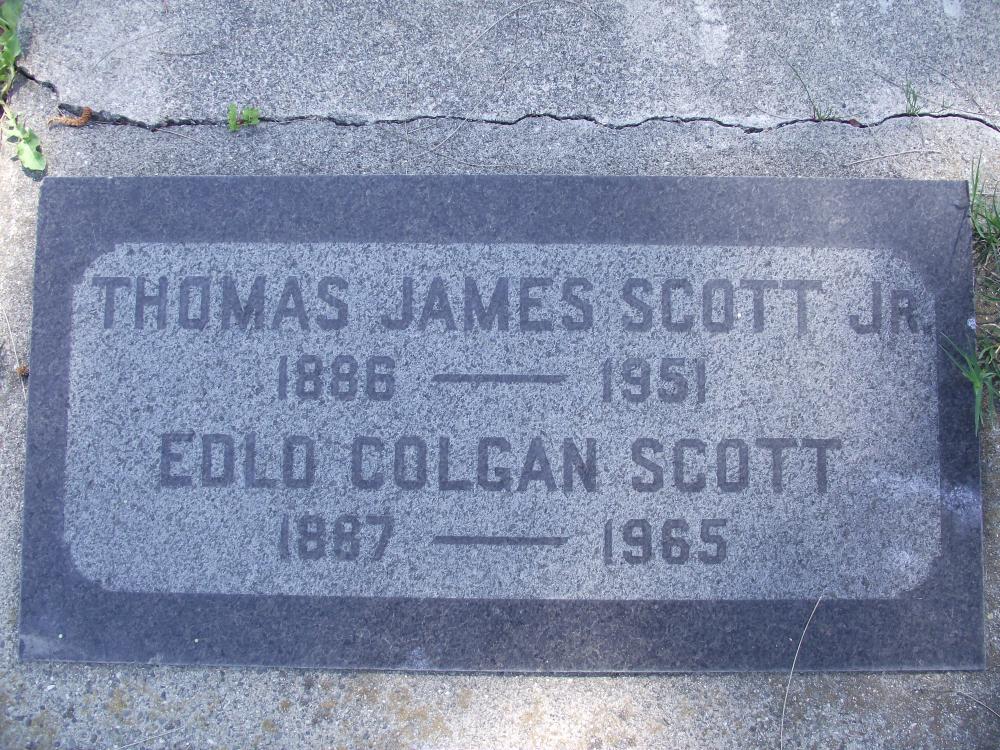 THOMAS JAMES SCOTT JR.
1886 — 1951
EDLO COLGAN SCOTT
1887 — 1965